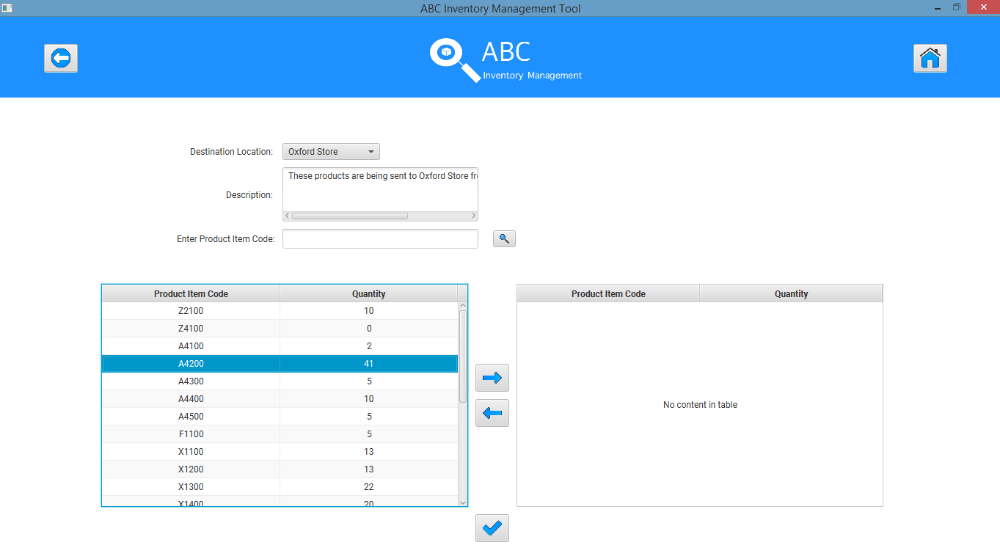 ABC Inventory Management Tool
ABC
Inventory Management
Destination Location: Oxford Store
Description: These products are being sent to Oxford Store fr
Enter Product Item Code:
Product Item Code Quantity
Z2100 10
Z4100 0
A4100 2
A4200 41
A4300 5
A4400 10
A4500 5
F1100 5
X1100 13
X1200 13
X1300 22
X1400 20
Product Item Code Quantity
No content in table